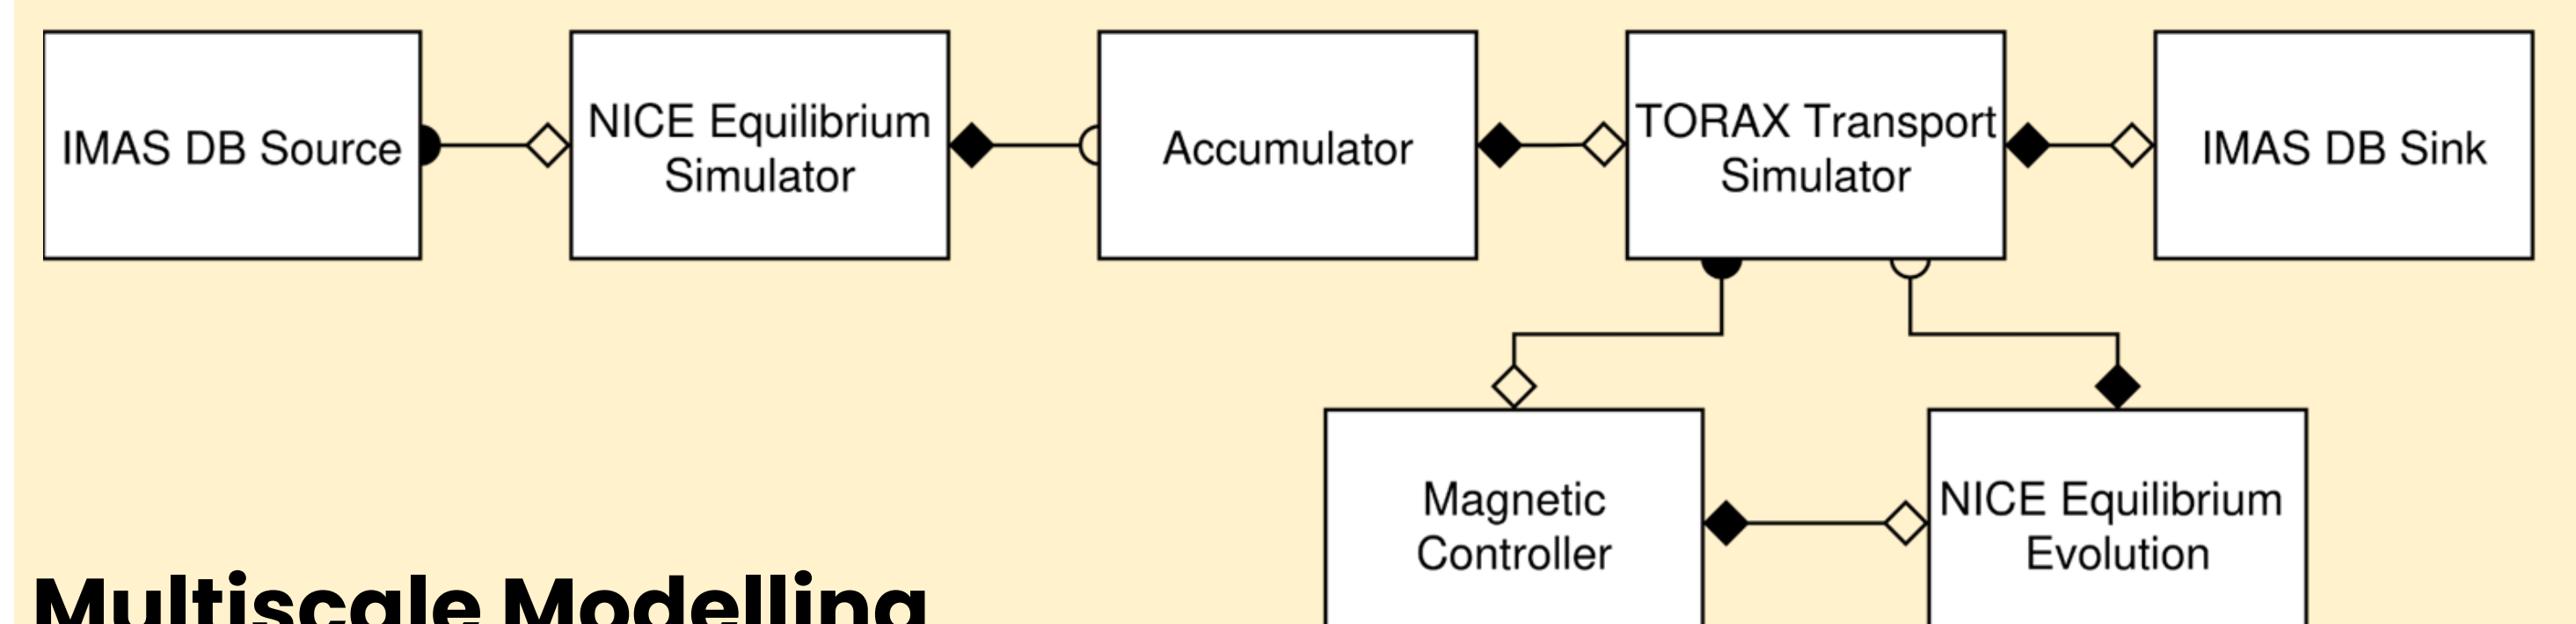 IMAS DB Source
NICE Equilibrium
Simulator
Accumulator
TORAX Transport
Simulator
IMAS DB Sink
Magnetic
Controller
NICE Equilibrium
Evolution
Multiscale Modelling